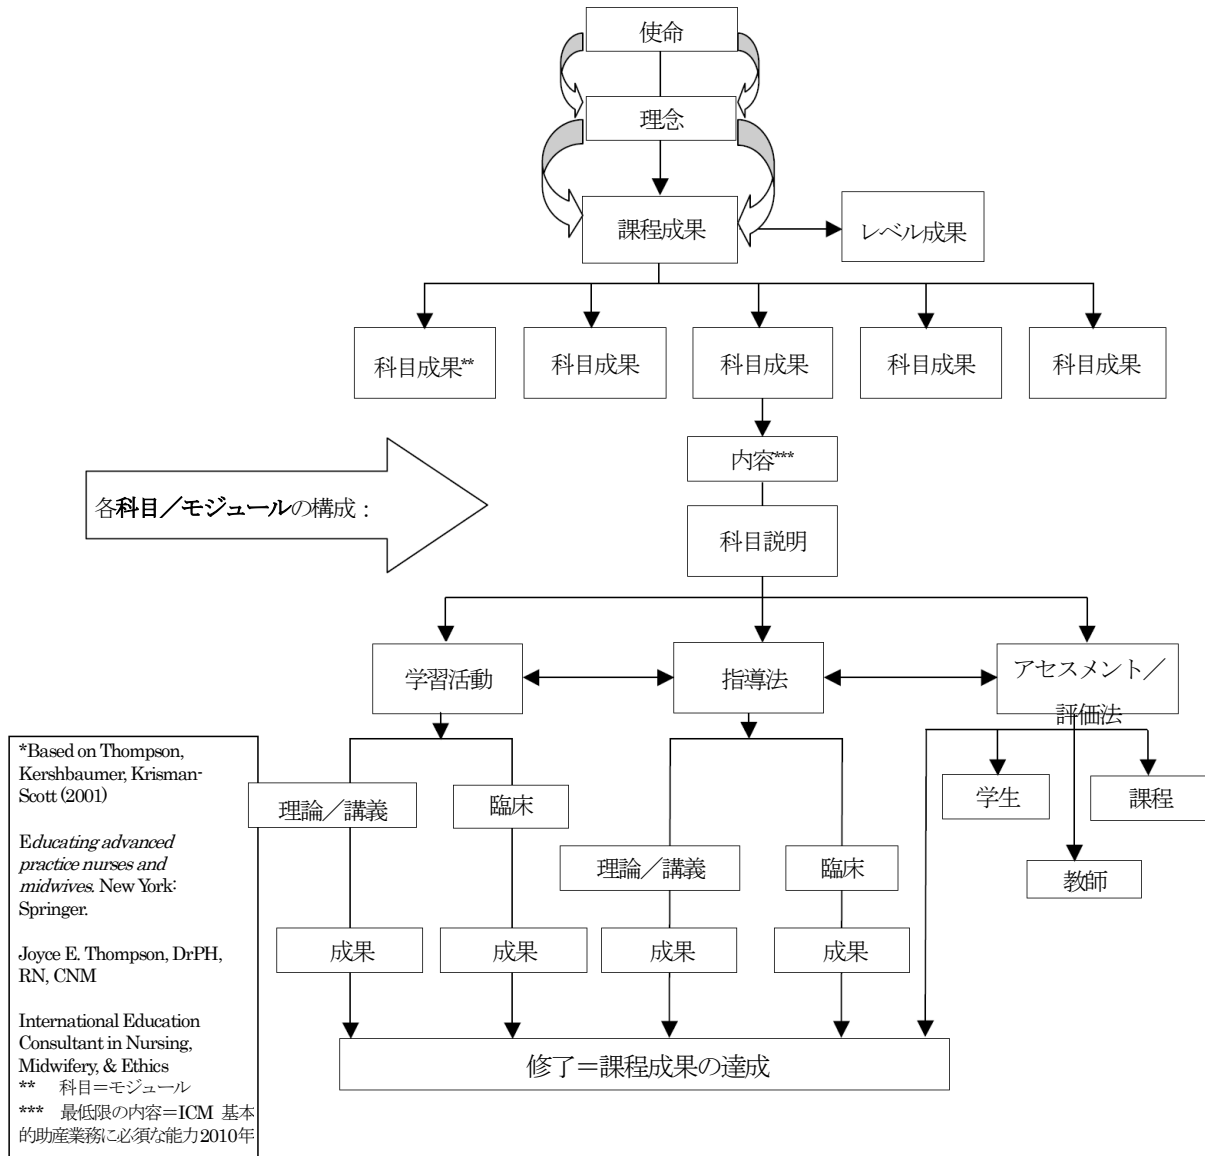 使命
理念
課程成果
レベル成果
科目成果**
科目成果
科目成果
科目成果
科目成果
内容***
各科目／モジュールの構成：
科目説明
学習活動
指導法
アセスメント／
評価法
*Based on Thompson,
Kershbaumer, Krisman-
Scott (2001)
Educating advanced
practice nurses and
midwives. New York:
Springer.
Joyce E. Thompson, DrPH,
RN, CNM
International Education
Consultant in Nursing,
Midwifery, & Ethics
** 科目＝モジュール
*** 最低限の内容＝ICM 基本
的助産業務に必須な能力2010年
理論／講義
臨床
学生
課程
理論／講義
臨床
教師
成果
成果
成果
成果
修了＝課程成果の達成